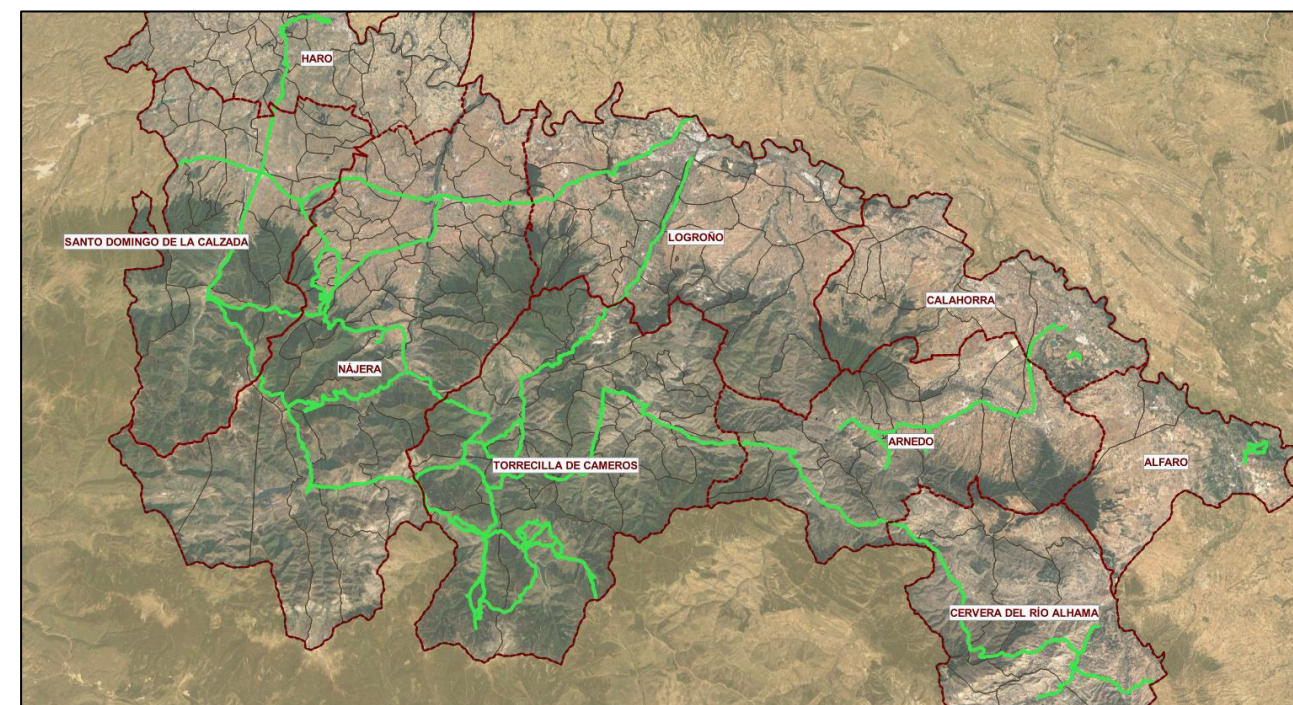 HARO
SANTO DOMINGO DE LA CALZADA
LOGROÑO
CALAHORRA
NÁJERA
ARNEDO
TORRECILLA DE CAMEROS
ALFARO
CERVERA DEL RÍO ALHAMA